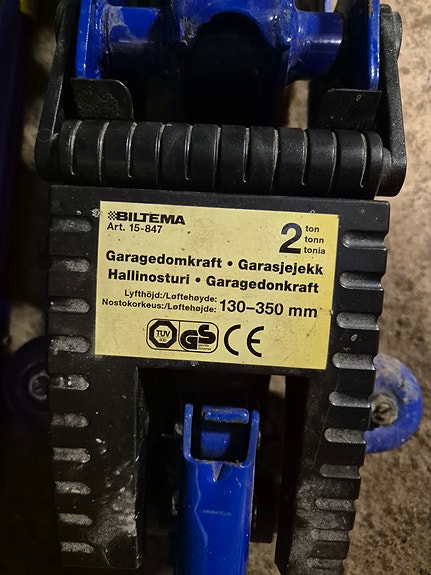 BILTEMA
Art. 15-847
2 ton
tonn
tonia
Garagedomkraft • Garasjejekk
Hallinosturi • Garagedonkraft
Lyfthöjd:/Løftehøyde:
Nostokorkeus:/Løftehøjde: 130–350 mm
TÜV GS CE